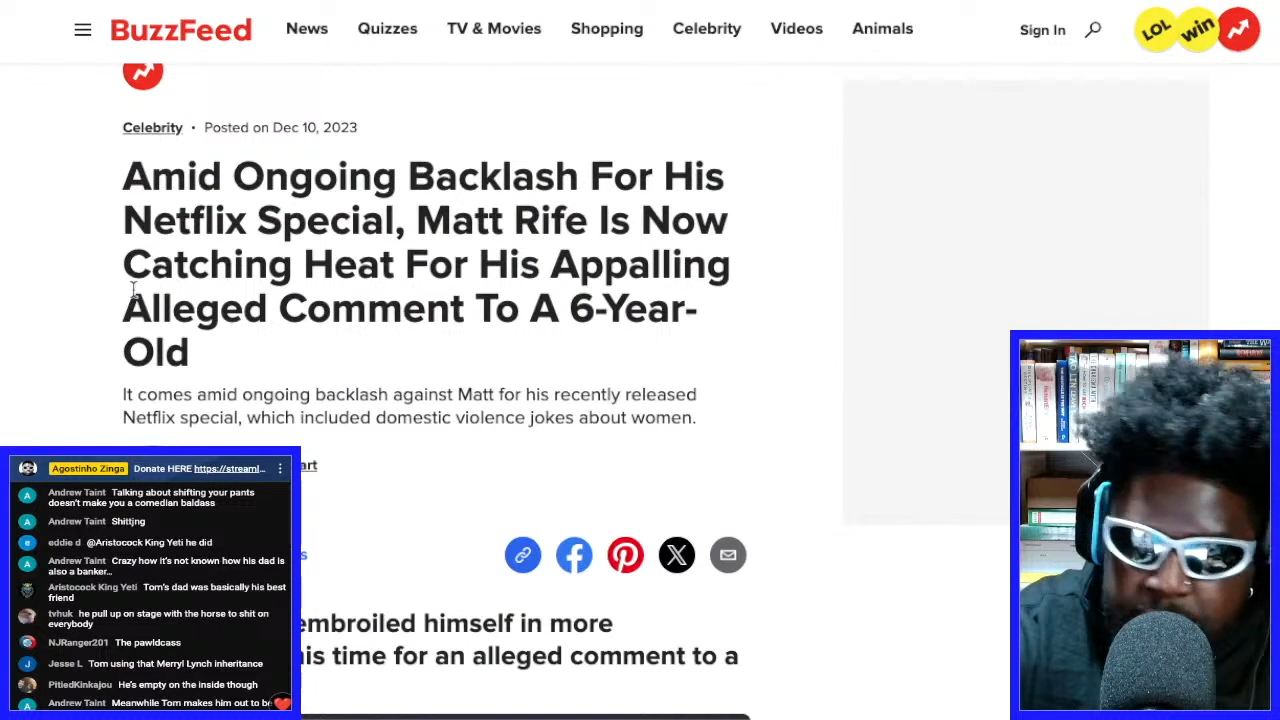 BuzzFeed
News
Quizzes
TV & Movies
Shopping
Celebrity
Videos
Animals
Sign In
LOL
win
Celebrity · Posted on Dec 10, 2023
Amid Ongoing Backlash For His
Netflix Special, Matt Rife Is Now
Catching Heat For His Appalling
Alleged Comment To A 6-Year-
Old
It comes amid ongoing backlash against Matt for his recently released
Netflix special, which included domestic violence jokes about women.
art
s
X
embroiled himself in more
is time for an alleged comment to a
Agostinho Zinga Donate HERE https://streaml...
Andrew Taint Talking about shifting your pants
doesn't make you a comedian baldass
Andrew Taint Shittjng
eddie d @Aristocock King Yeti he did
Andrew Taint Crazy how it's not known how his dad is
also a banker...
Aristocock King Yeti Tom's dad was basically his best
friend
tvhuk he pull up on stage with the horse to shit on
everybody
NJRanger201 The pawldcass
Jesse L Tom using that Merryl Lynch inheritance
PitiedKinkajou He's empty on the inside though
Andrew Taint Meanwhile Tom makes him out to be